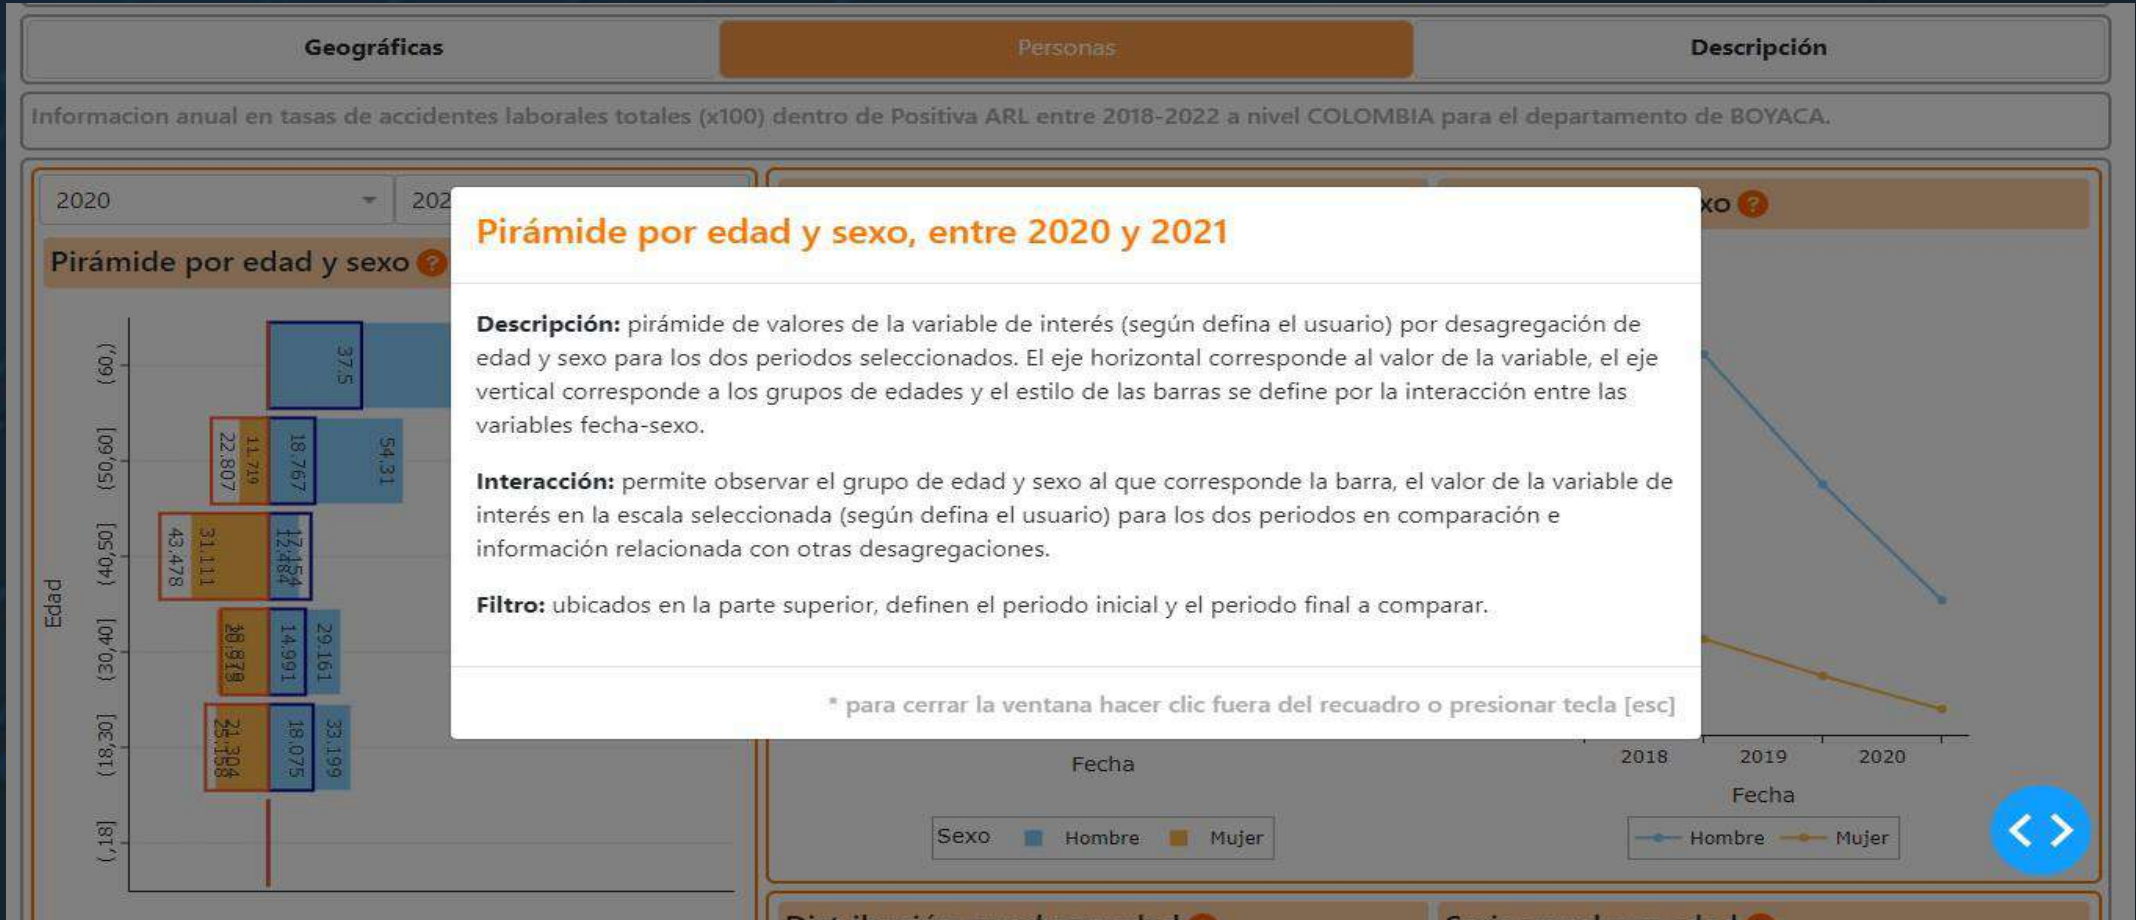 Geográficas
Personas
Descripción
Informacion anual en tasas de accidentes laborales totales (x100) dentro de Positiva ARL entre 2018-2022 a nivel COLOMBIA para el departamento de BOYACA.
2020
202
Pirámide por edad y sexo ?
xo ?
Pirámide por edad y sexo, entre 2020 y 2021
Descripción: pirámide de valores de la variable de interés (según defina el usuario) por desagregación de
edad y sexo para los dos periodos seleccionados. El eje horizontal corresponde al valor de la variable, el eje
vertical corresponde a los grupos de edades y el estilo de las barras se define por la interacción entre las
variables fecha-sexo.
Interacción: permite observar el grupo de edad y sexo al que corresponde la barra, el valor de la variable de
interés en la escala seleccionada (según defina el usuario) para los dos periodos en comparación e
información relacionada con otras desagregaciones.
Filtro: ubicados en la parte superior, definen el periodo inicial y el periodo final a comparar.
* para cerrar la ventana hacer clic fuera del recuadro o presionar tecla [esc]
Edad
(60,)
37.5
(50,60]
22.807
11.719
18.767
54.31
(40,50]
43.478
31.111
17.154
12.484
(30,40]
14.991
29.161
(18,30]
21.304
25.158
18.075
33.199
(,18]
Fecha
Sexo Hombre Mujer
2018 2019 2020
Fecha
Hombre Mujer